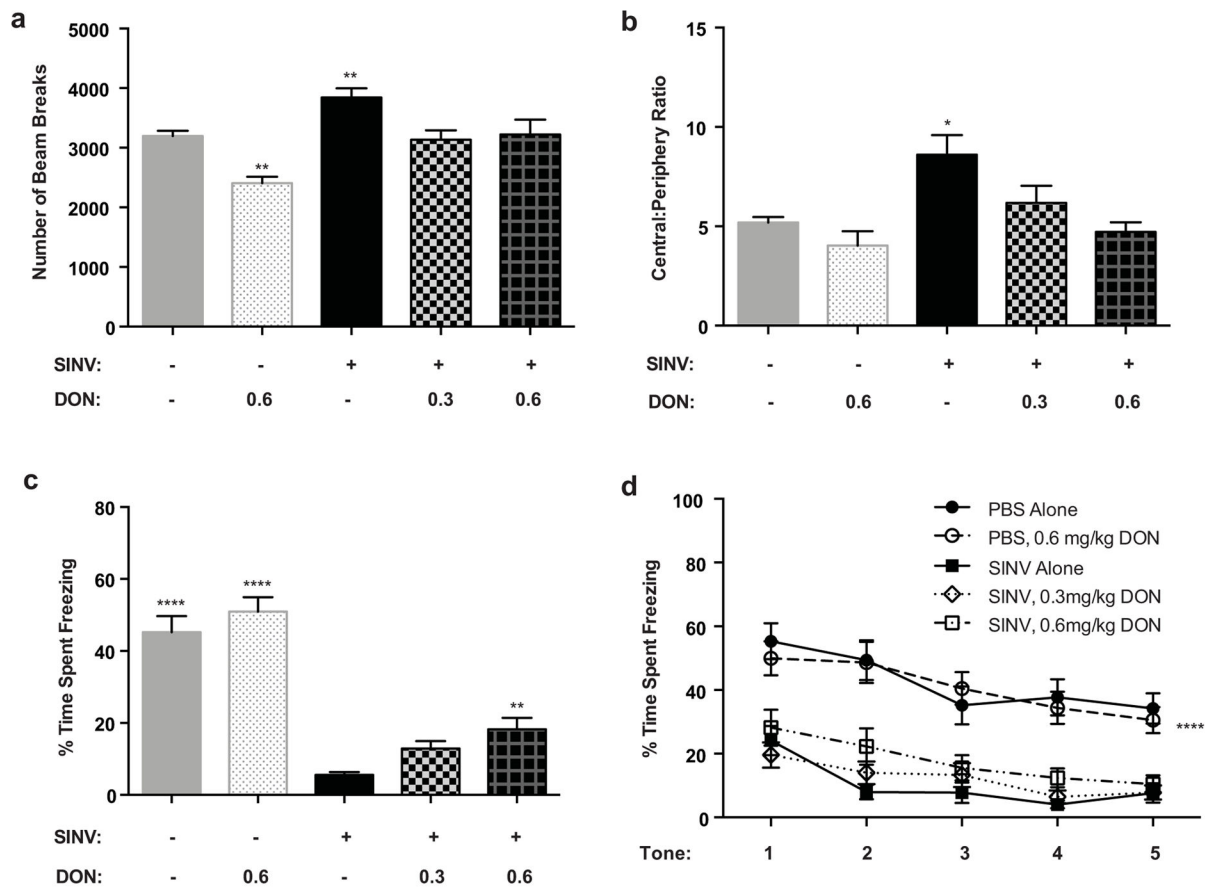 a
Number of Beam Breaks
5000
4000
3000
2000
1000
0
**
**
SINV: - - + + +
DON: - 0.6 - 0.3 0.6
b
Central:Periphery Ratio
15
10
5
0
*
SINV: - - + + +
DON: - 0.6 - 0.3 0.6
c
% Time Spent Freezing
80
60
40
20
0
**** **** **
SINV: - - + + +
DON: - 0.6 - 0.3 0.6
d
% Time Spent Freezing
100
80
60
40
20
0
PBS Alone
PBS, 0.6 mg/kg DON
SINV Alone
SINV, 0.3mg/kg DON
SINV, 0.6mg/kg DON
****
Tone: 1 2 3 4 5